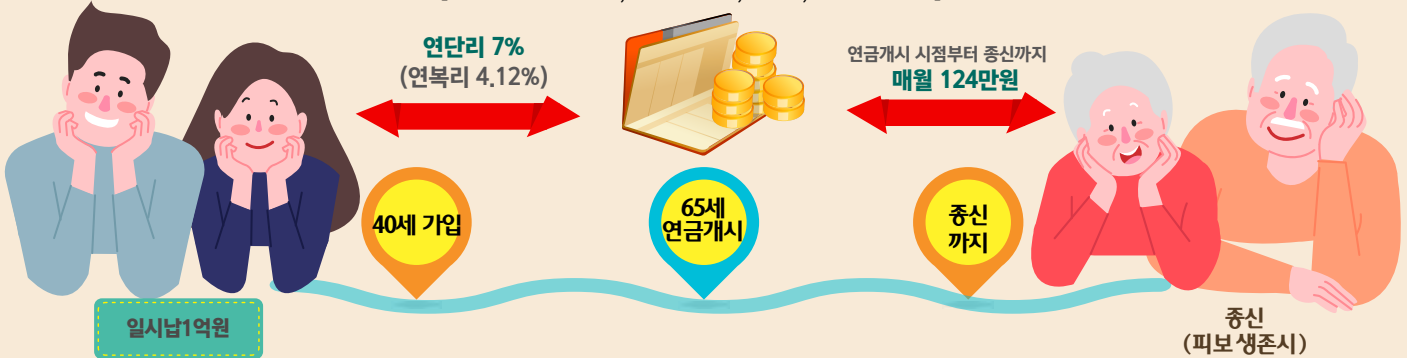 연단리 7%
(연복리 4.12%)
연금개시 시점부터 종신까지
매월 124만원
40세 가입
65세
연금개시
종신
까지
일시납1억원
종신
(피보 생존시)